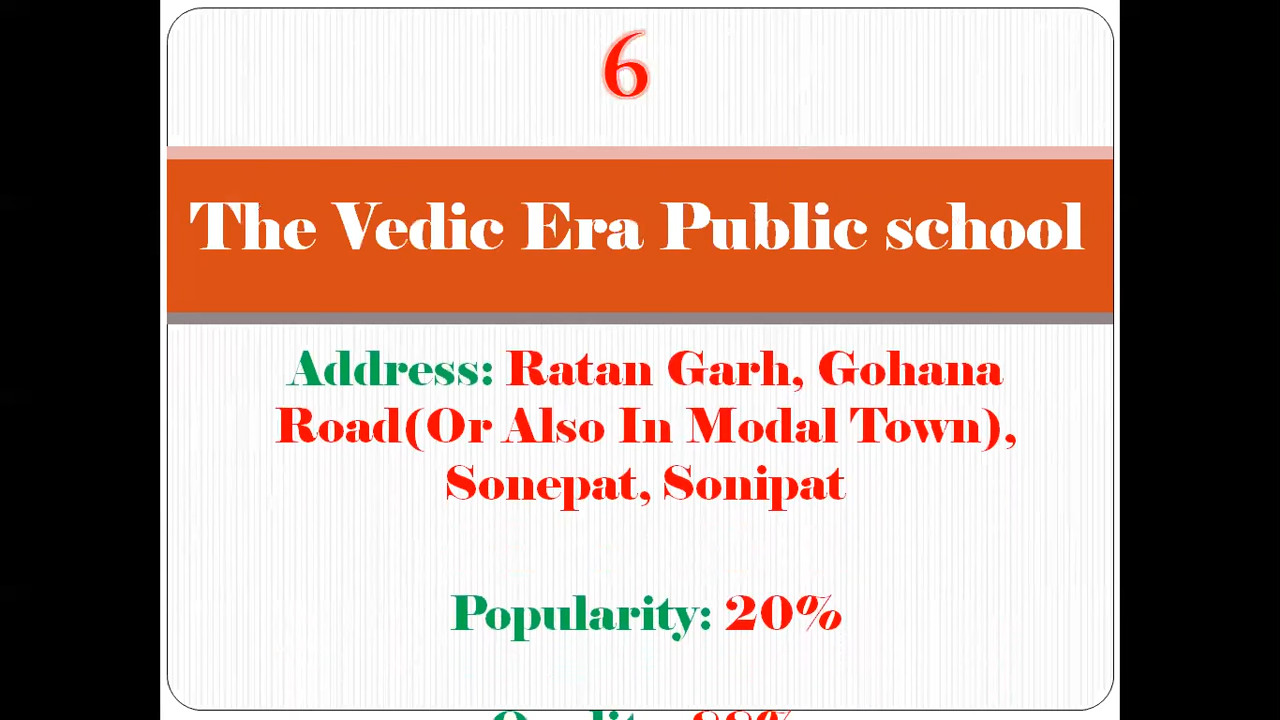 6
The Vedic Era Public school
Address: Ratan Garh, Gohana
Road(Or Also In Modal Town),
Sonepat, Sonipat
Popularity: 20%